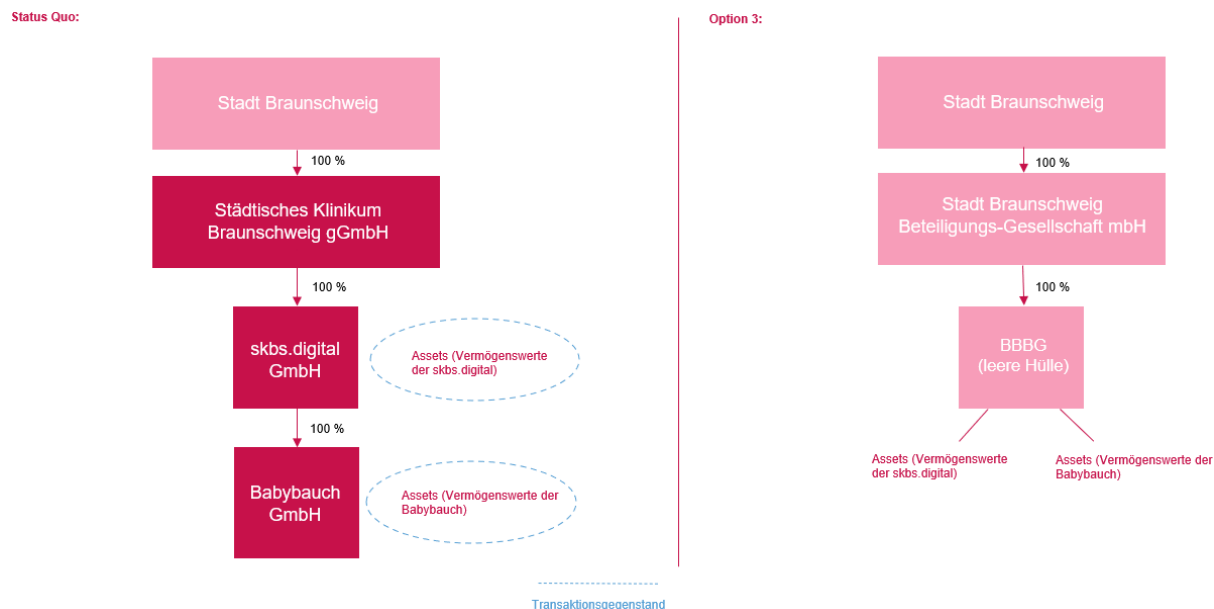 Status Quo:
Stadt Braunschweig
100 %
Städtisches Klinikum
Braunschweig gGmbH
100 %
skbs.digital
GmbH
Assets (Vermögenswerte
der skbs.digital)
100 %
Babybauch
GmbH
Assets (Vermögenswerte der
Babybauch)
Option 3:
Stadt Braunschweig
100 %
Stadt Braunschweig
Beteiligungs-Gesellschaft mbH
100 %
BBBG
(leere Hülle)
Assets (Vermögenswerte
der skbs.digital)
Assets (Vermögenswerte der
Babybauch)
Transaktionsgegenstand